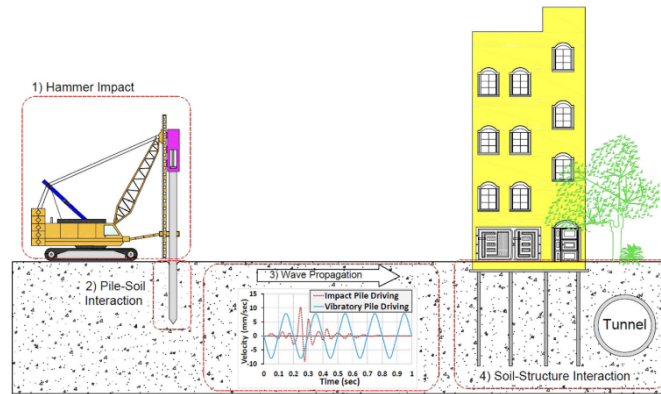 1) Hammer Impact
2) Pile-Soil
Interaction
3) Wave Propagation
Impact Pile Driving
Vibratory Pile Driving
Velocity (mm/sec)
15
10
5
0
-5
-10
0 0.1 0.2 0.3 0.4 0.5 0.6 0.7 0.8 0.9 1
Time (sec)
Tunnel
4) Soil-Structure Interaction